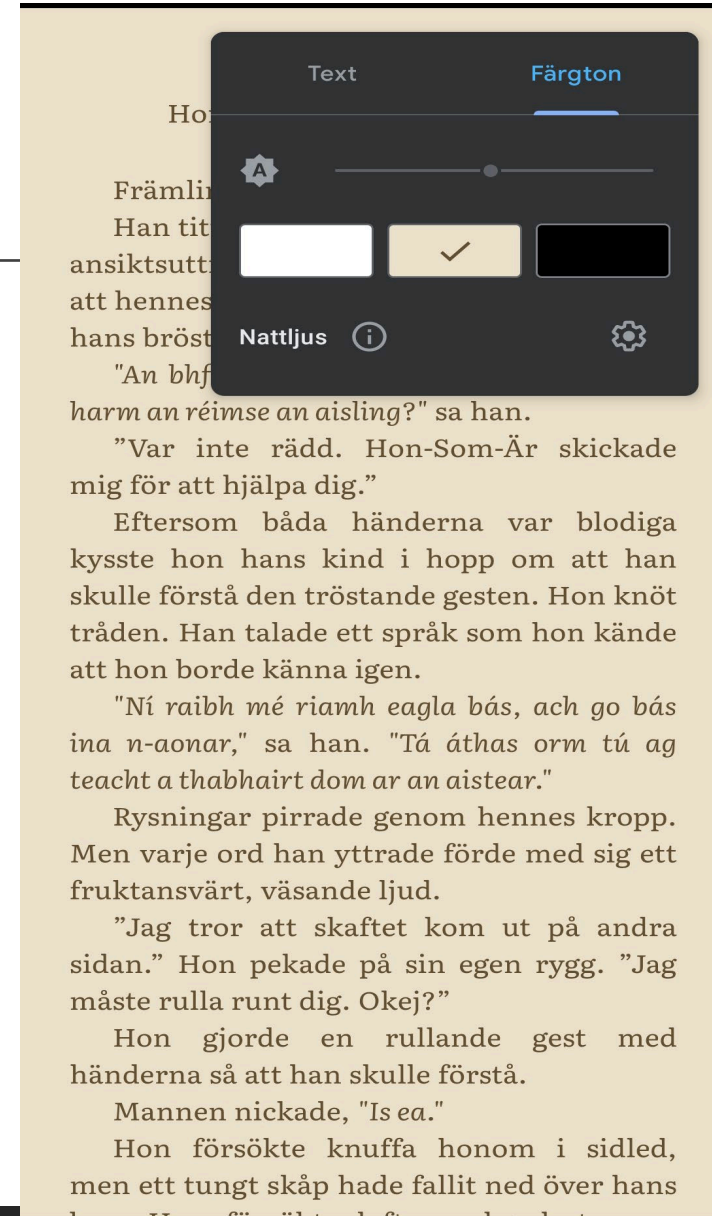 Text Färgton
A
Nattljus
Främli
Han tit
ansiktsutt
att hennes
hans bröst
"An bhf
harm an réimse an aisling?" sa han.
”Var inte rädd. Hon-Som-Är skickade
mig för att hjälpa dig.”
Eftersom båda händerna var blodiga
kysste hon hans kind i hopp om att han
skulle förstå den tröstande gesten. Hon knöt
tråden. Han talade ett språk som hon kände
att hon borde känna igen.
"Ní raibh mé riamh eagla bás, ach go bás
ina n-aonar," sa han. "Tá áthas orm tú ag
teacht a thabhairt dom ar an aistear."
Rysningar pirrade genom hennes kropp.
Men varje ord han yttrade förde med sig ett
fruktansvärt, väsande ljud.
”Jag tror att skaftet kom ut på andra
sidan.” Hon pekade på sin egen rygg. ”Jag
måste rulla runt dig. Okej?”
Hon gjorde en rullande gest med
händerna så att han skulle förstå.
Mannen nickade, "Is ea."
Hon försökte knuffa honom i sidled,
men ett tungt skåp hade fallit ned över hans